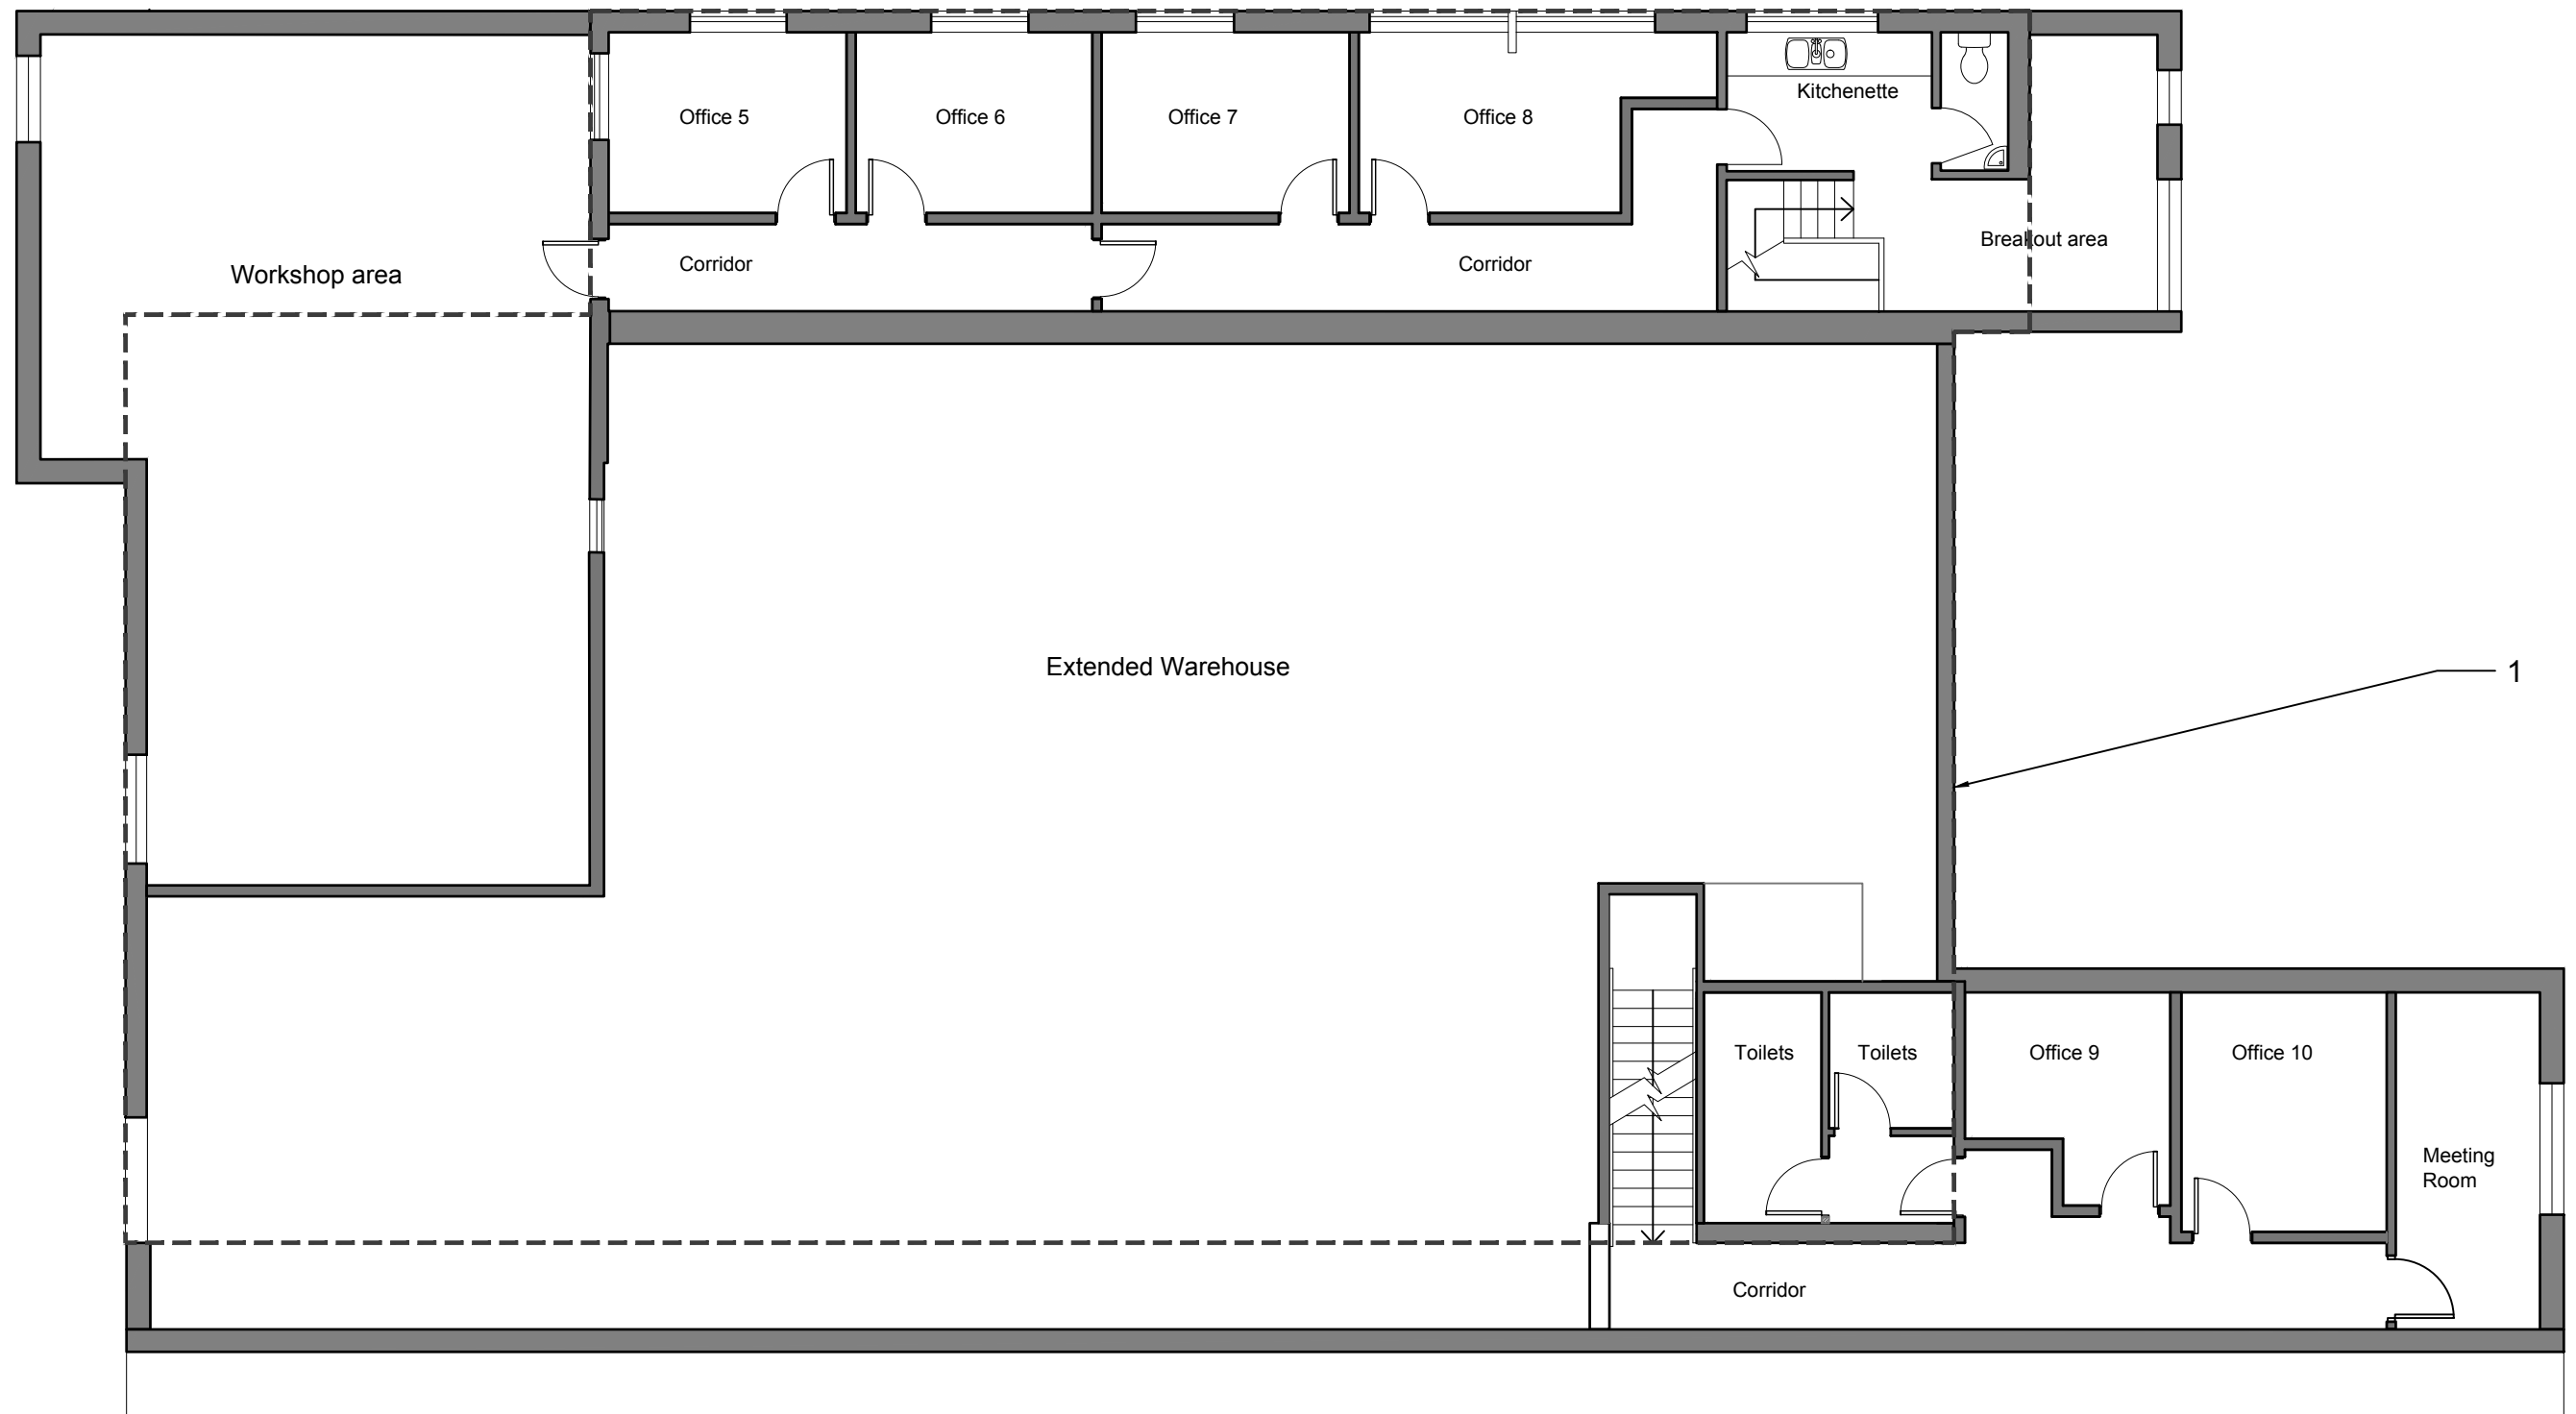 Office 5
Office 6
Office 7
Office 8
Kitchenette
Breakout area
Corridor
Corridor
Workshop area
Extended Warehouse
1
Toilets
Toilets
Office 9
Office 10
Meeting
Room
Corridor